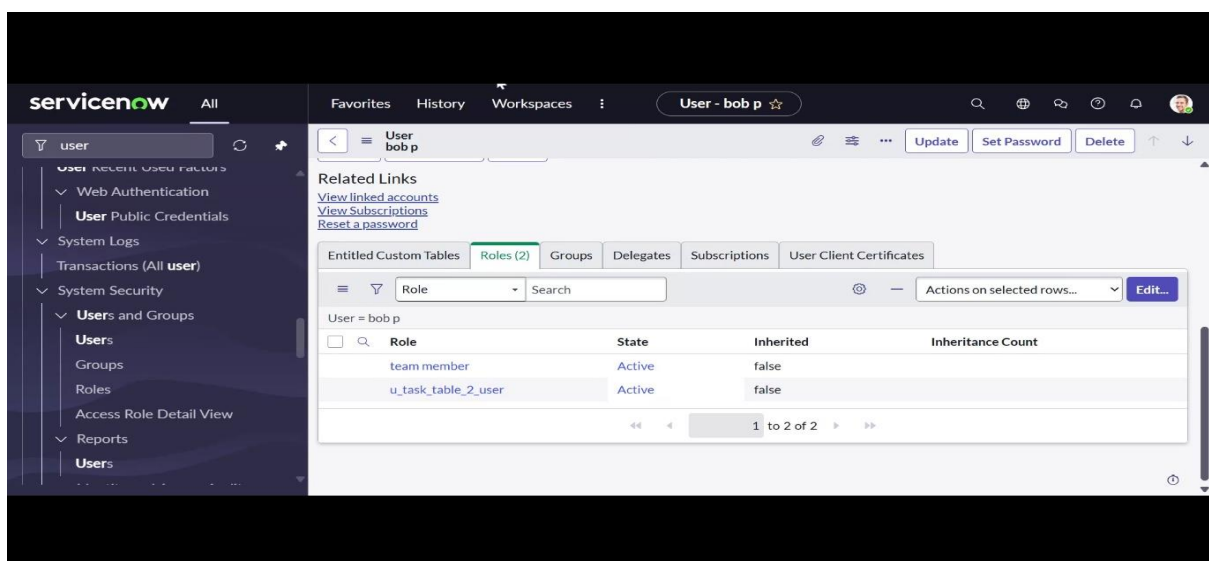 servicenow All Favorites History Workspaces User - bob p
user
User Recent Used Factors
Web Authentication
User Public Credentials
System Logs
Transactions (All user)
System Security
Users and Groups
Users
Groups
Roles
Access Role Detail View
Reports
Users
User
bob p
Update Set Password Delete
Related Links
View linked accounts
View Subscriptions
Reset a password
Entitled Custom Tables Roles (2) Groups Delegates Subscriptions User Client Certificates
Role Search Actions on selected rows... Edit...
User = bob p
Role State Inherited Inheritance Count
team member Active false
u_task_table_2_user Active false
1 to 2 of 2